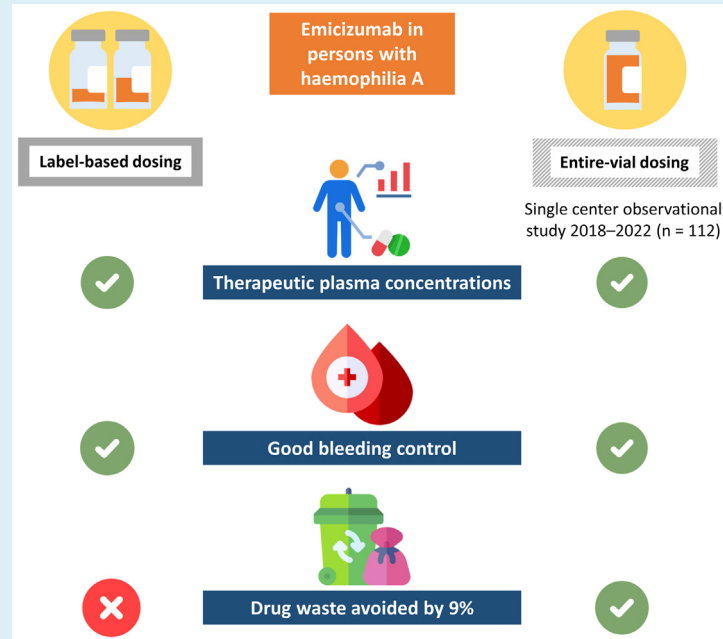 Emicizumab in
persons with
haemophilia A
Label-based dosing
Entire-vial dosing
Single center observational
study 2018–2022 (n = 112)
Therapeutic plasma concentrations
Good bleeding control
Drug waste avoided by 9%